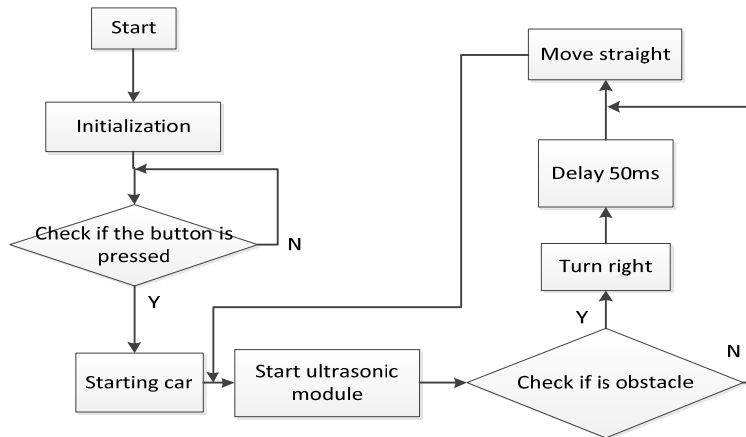 Start
Initialization
Check if the button is
pressed
N
Y
Starting car
Start ultrasonic
module
Check if is obstacle
Y
N
Turn right
Delay 50ms
Move straight